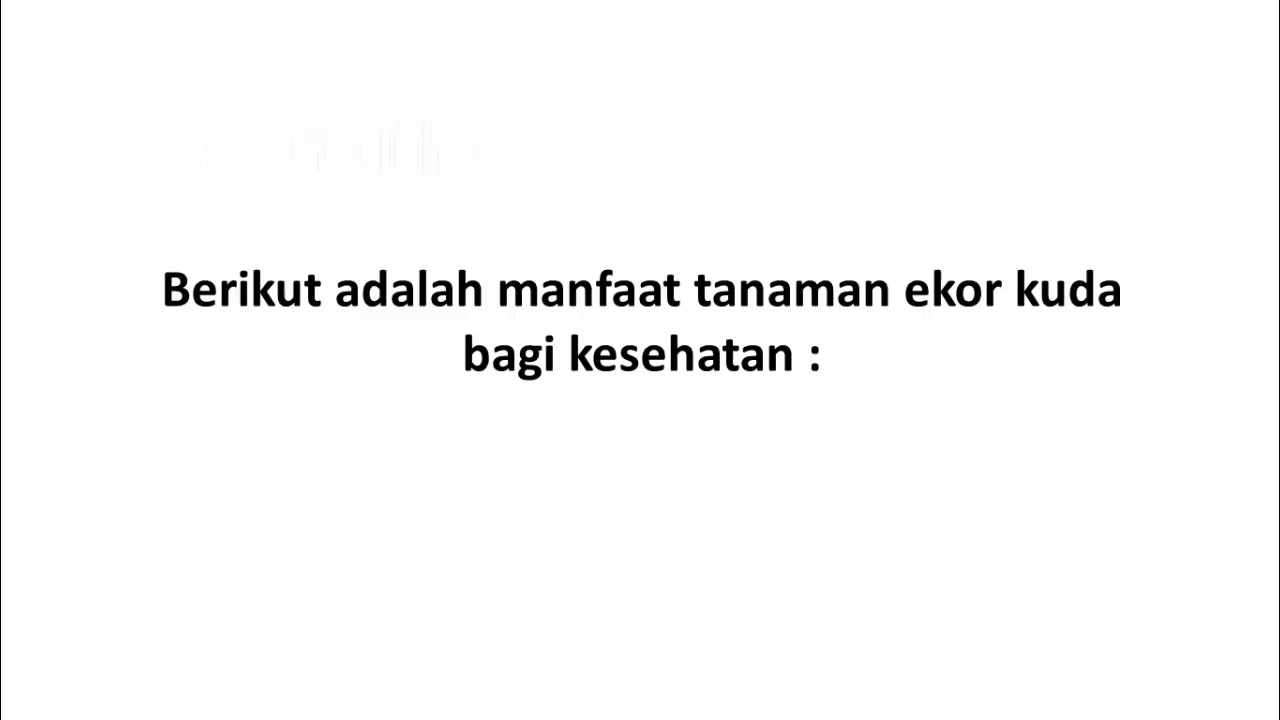 Berikut adalah manfaat tanaman ekor kuda
bagi kesehatan :